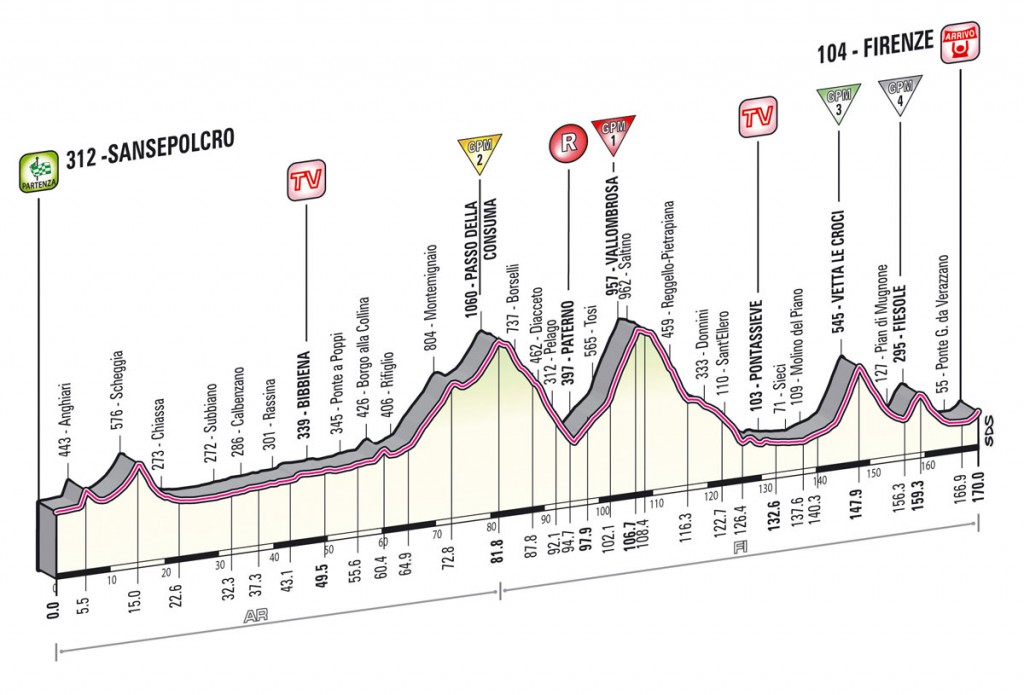 104 - FIRENZE
ARRIVO
312 -SANSEPOLCRO
PARTENZA
TV
GPM
2
R
GPM
1
TV
GPM
3
GPM
4
443 - Anghiari
576 - Scheggia
273 - Chiassa
272 - Subbiano
286 - Calbenzano
301 - Rassina
339 - BIBBIENA
345 - Ponte a Poppi
426 - Borgo alla Collina
406 - Rifiglio
804 - Montemignaio
1060 - PASSO DELLA
CONSUMA
737 - Borselli
462 - Diacceto
312 - Pelago
397 - PATERNO
565 - Tosi
957 - VALLOMBROSA
962 - Saltino
459 - Reggello-Pietrapiana
333 - Donnini
110 - Sant'Ellero
103 - PONTASSIEVE
71 - Sieci
109 - Molino del Piano
545 - VETTA LE CROCI
127 - Pian di Mugnone
295 - FIESOLE
55 - Ponte G. da Verazzano
SDS
0
10
20
30
40
50
60
70
80
90
100
110
120
130
140
150
160
0.0
5.5
15.0
22.6
32.3
37.3
43.1
49.5
55.6
60.4
64.9
72.8
81.8
87.8
92.1
94.7
97.9
102.1
106.7
108.4
116.3
122.7
126.4
132.6
137.6
140.3
147.9
156.3
159.3
166.9
170.0
AR
FI